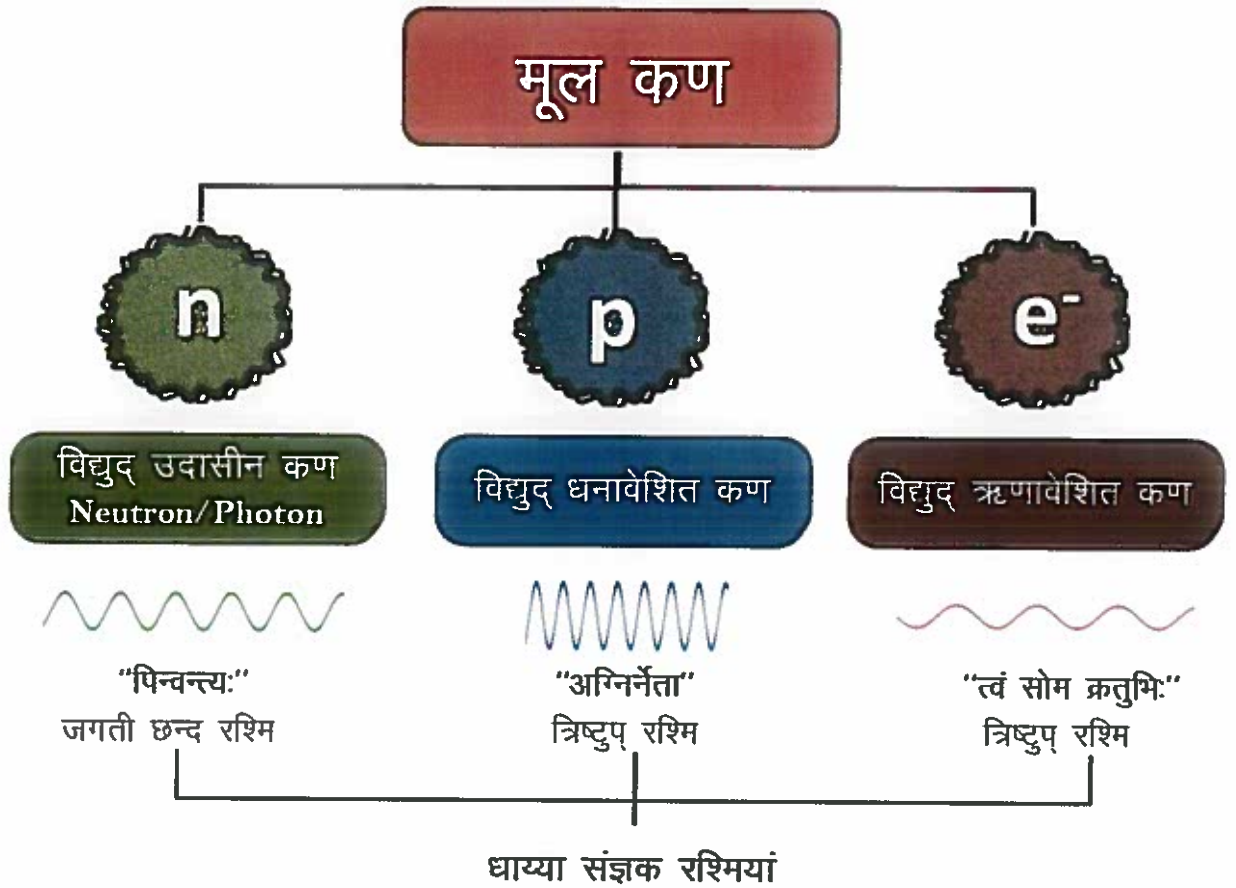 मूल कण
n
p
e⁻
विद्युद् उदासीन कण
Neutron/Photon
विद्युद् धनावेशित कण
विद्युद् ऋणावेशित कण
“पिन्वन्त्यः”
जगती छन्द रश्मि
“अग्निर्नेता”
त्रिष्टुप् रश्मि
“त्वं सोम क्रतुभिः”
त्रिष्टुप् रश्मि
धाय्या संज्ञक रश्मियां